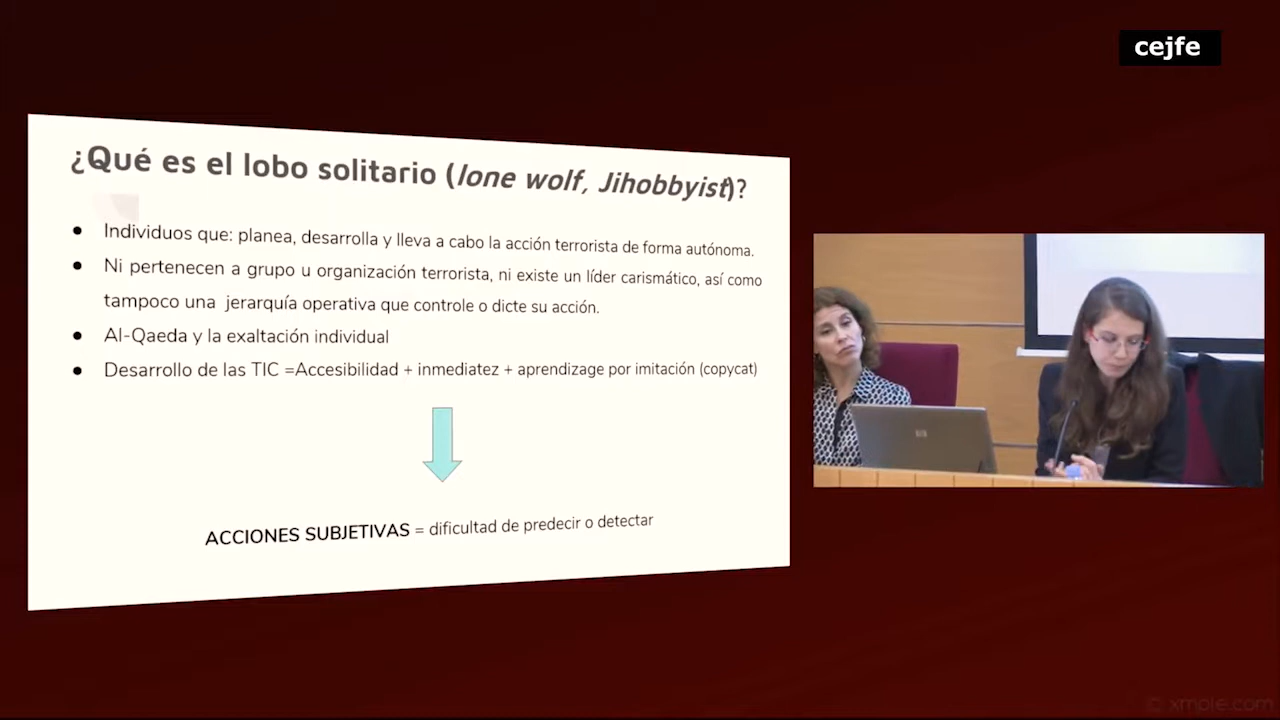 cejfe
¿Qué es el lobo solitario (lone wolf, Jihobbyist)?
● Individuos que: planea, desarrolla y lleva a cabo la acción terrorista de forma autónoma.
● Ni pertenecen a grupo u organización terrorista, ni existe un líder carismático, así como
tampoco una jerarquía operativa que controle o dicte su acción.
● Al-Qaeda y la exaltación individual
● Desarrollo de las TIC =Accesibilidad + inmediatez + aprendizage por imitación (copycat)
ACCIONES SUBJETIVAS = dificultad de predecir o detectar
© xmple.com